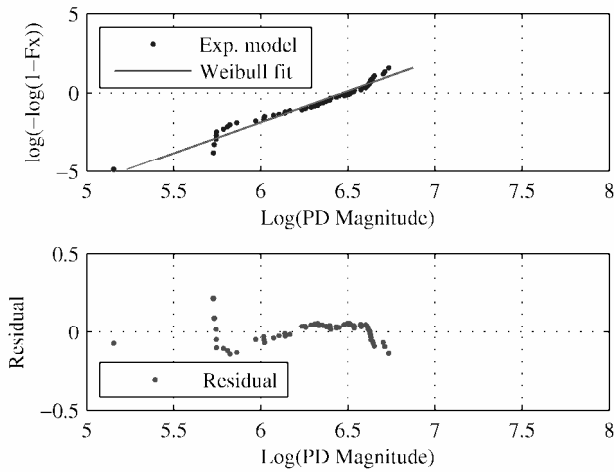 5
Exp. model
Weibull fit
0
−5
log(−log(1−Fx))
5 5.5 6 6.5 7 7.5 8
Log(PD Magnitude)
0.5
0
Residual
Residual
−0.5
5 5.5 6 6.5 7 7.5 8
Log(PD Magnitude)